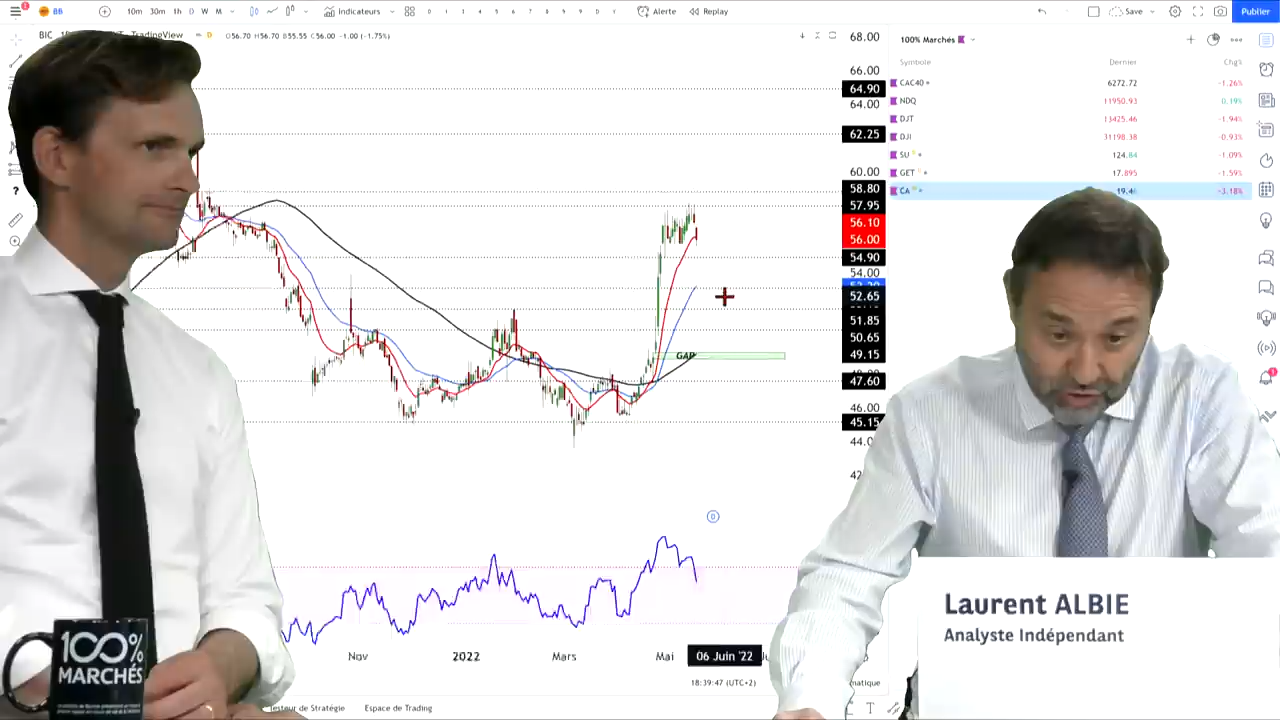 BB
10m 30m 1h D W M
Indicateurs
Alerte
Replay
Save
Publier
BIC
TradingView
D
O56.70 H56.70 B55.55 C56.00 -1.00 (-1.75%)
68.00
66.00
64.90
64.00
62.25
60.00
58.80
57.95
56.10
56.00
54.90
54.00
52.65
51.85
50.65
49.15
47.60
46.00
45.15
GAP
100% Marchés
Symbole Dernier Chg%
CAC40 6272.72 -1.26%
NDQ 11950.93 0.19%
DJT 13425.46 -1.94%
DJI 31198.38 -0.93%
SU 124.84 -1.09%
GET 17.895 -1.59%
CA -3.18%
D
Nov 2022 Mars Mai 06 Juin '22
18:39:47 (UTC+2)
Espace de Trading
100%
MARCHÉS
Laurent ALBIE
Analyste Indépendant